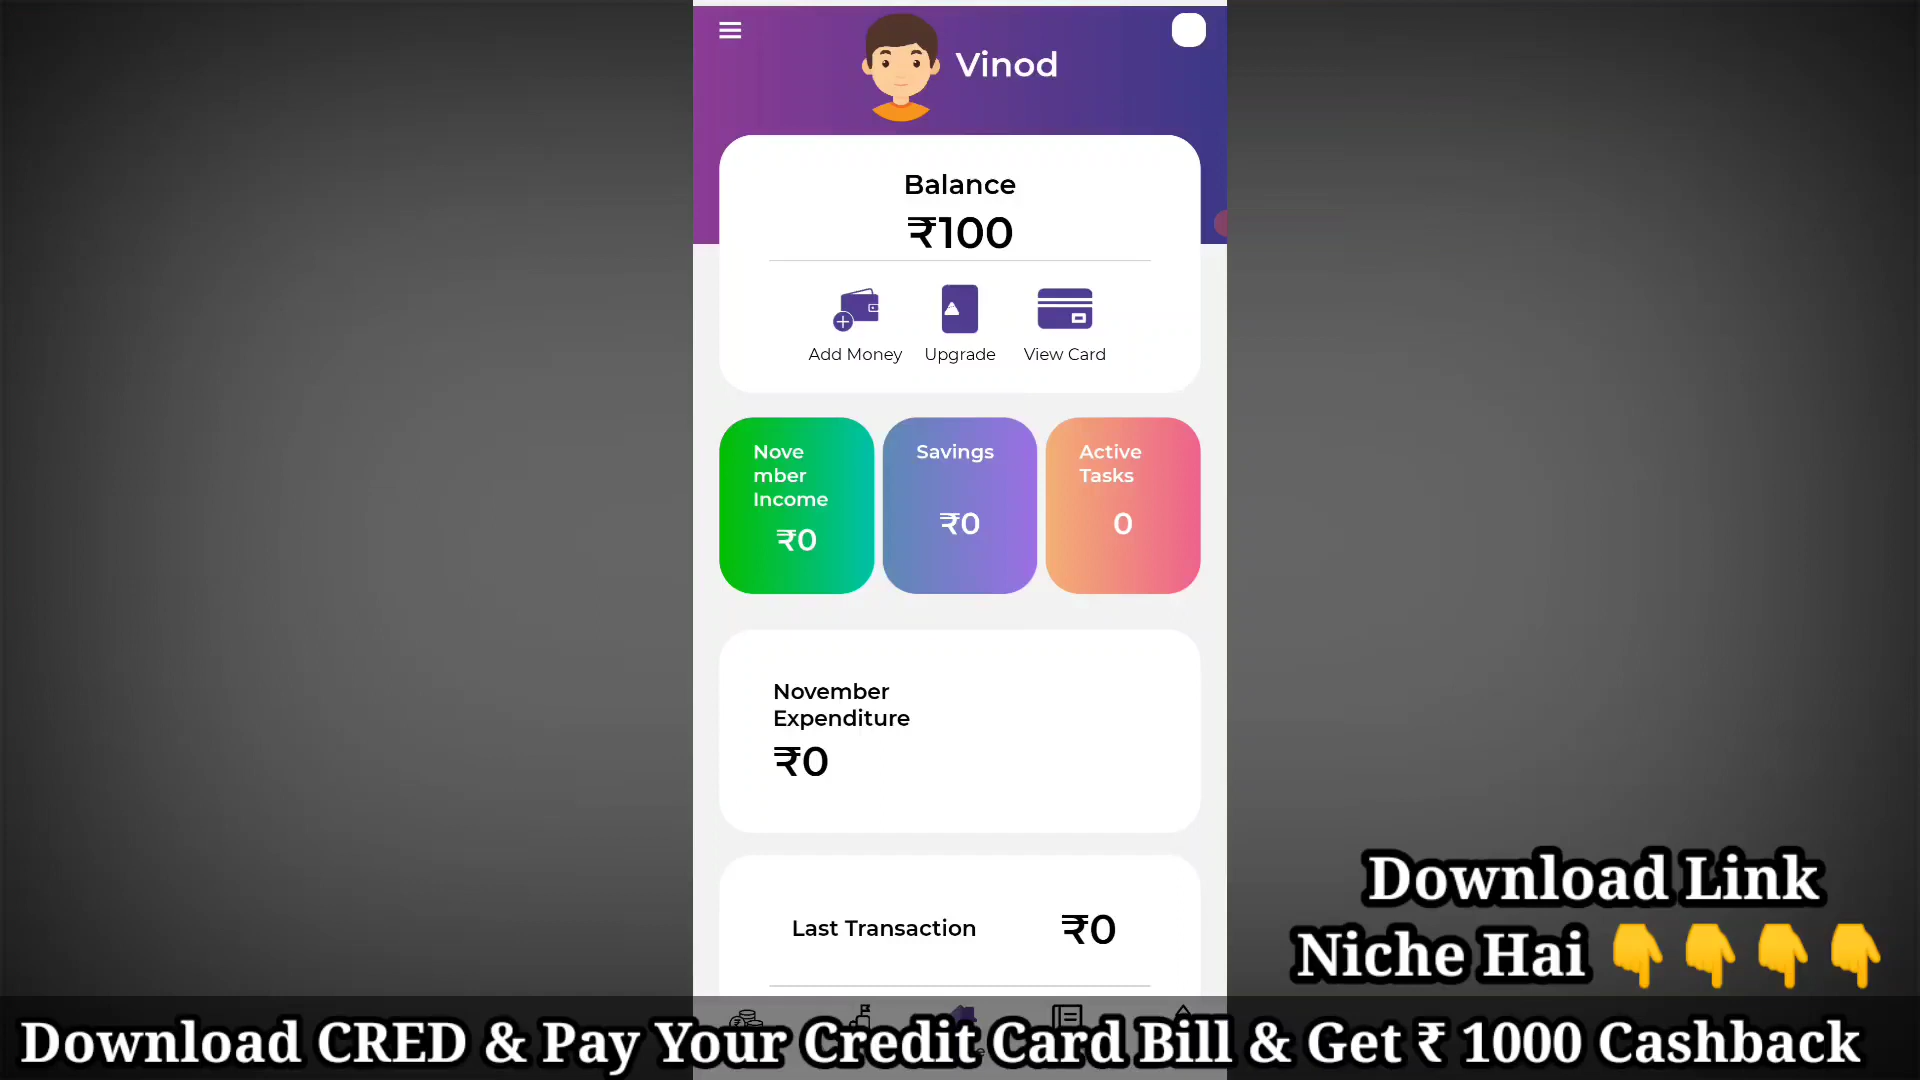 Vinod
Balance
₹100
Add Money Upgrade View Card
Nove
mber
Income
₹0
Savings
₹0
Active
Tasks
0
November
Expenditure
₹0
Last Transaction ₹0
Download Link
Niche Hai 👇👇👇👇
Download CRED & Pay Your Credit Card Bill & Get ₹ 1000 Cashback